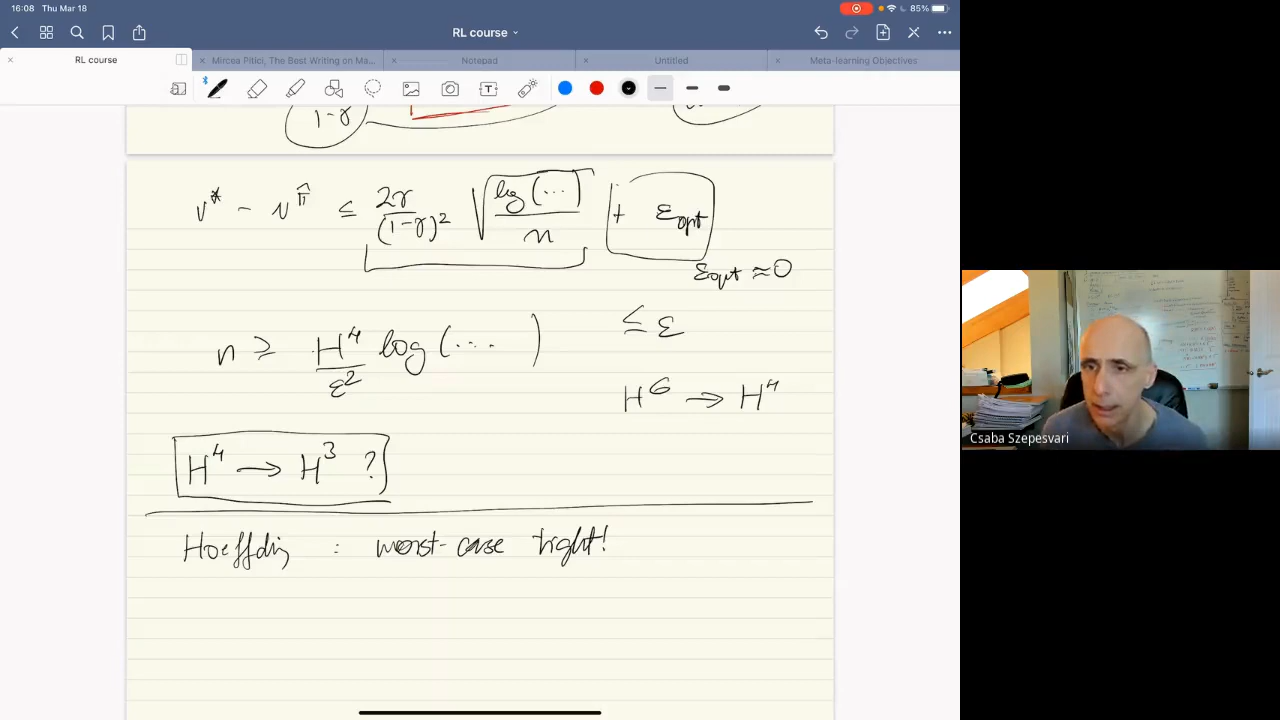 16:08 Thu Mar 18
85%
RL course
RL course
Mircea Pitici, The Best Writing on Ma...
Notepad
Untitled
Meta-learning Objectives
1-γ
v* - v^π̂ ≤ 2γ/(1-γ)² √(log(...)/n) + ε_opt
ε_opt ≈ 0
≤ ε
n ≥ H⁴/ε² log(... )
H⁶ → H⁴
H⁴ → H³ ?
Hoeffding : worst-case tight!
Csaba Szepesvari